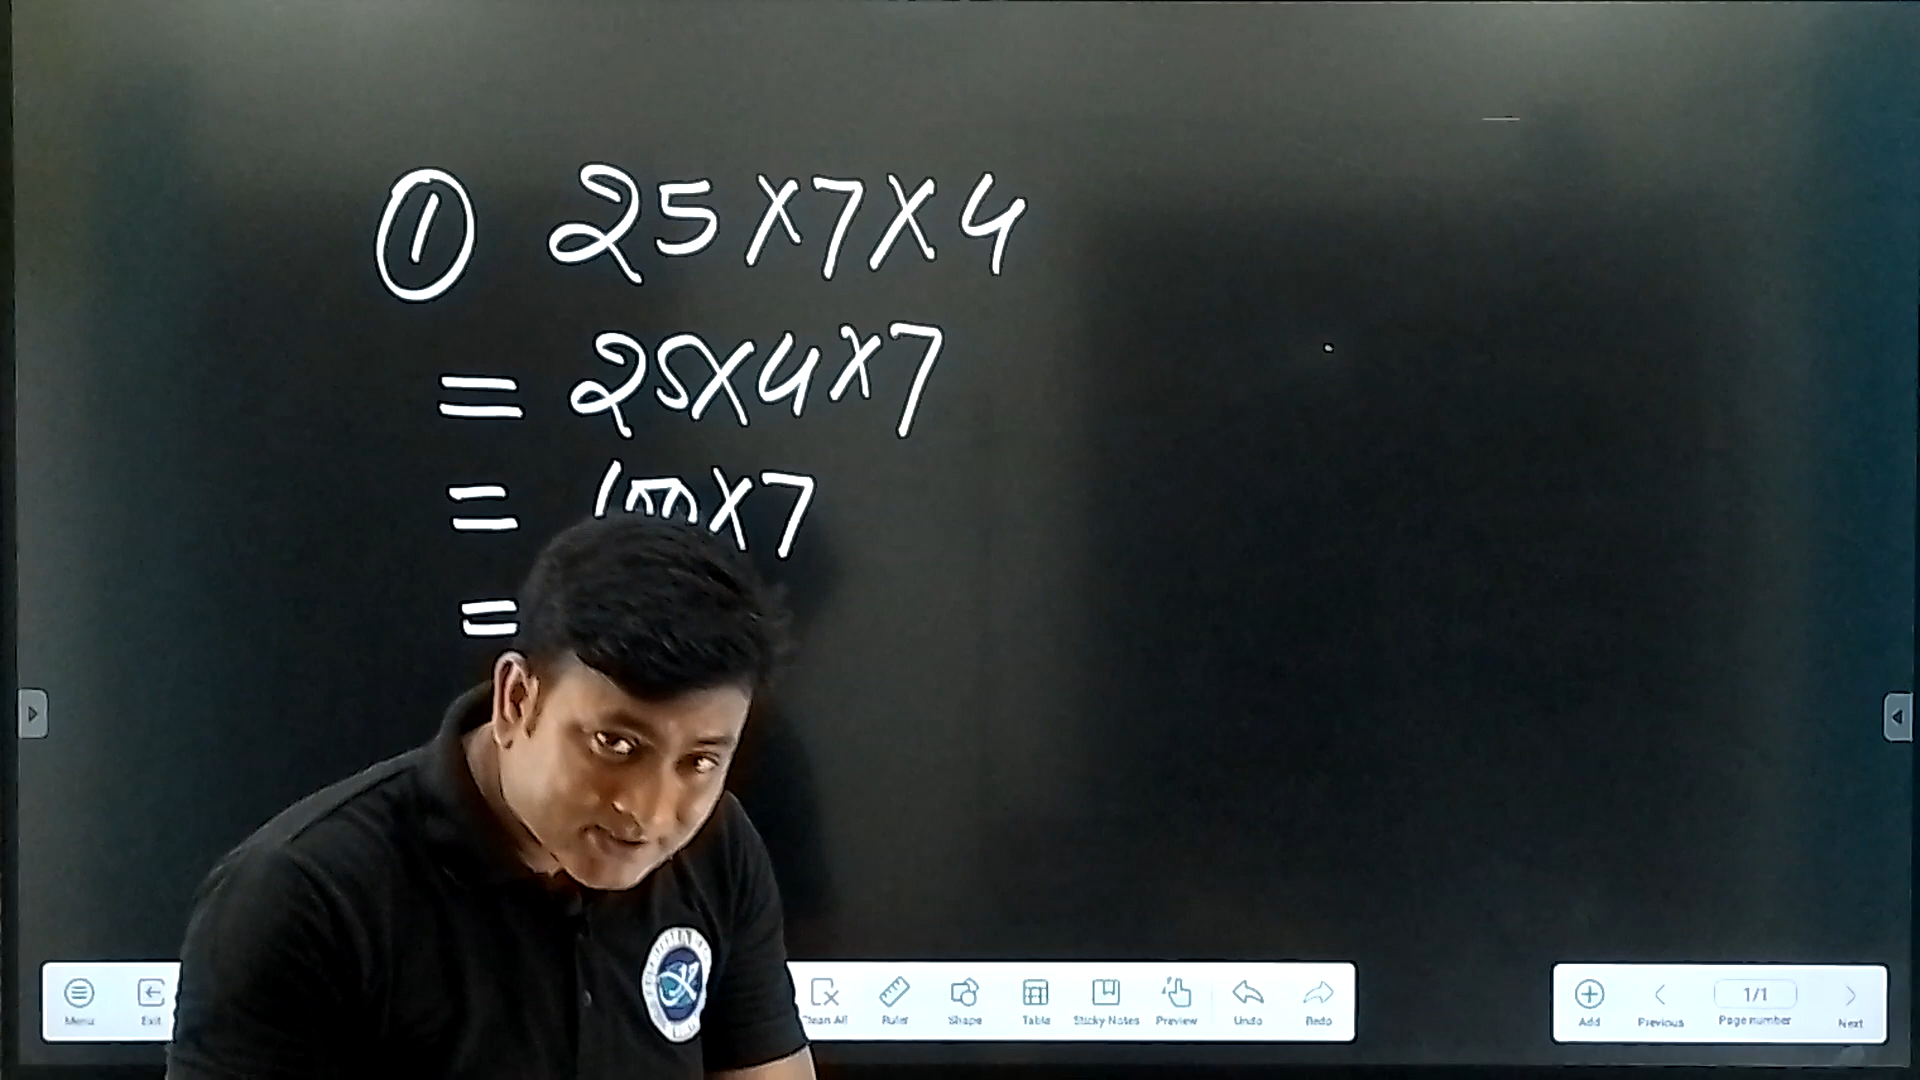 ① 25×7×4
= 25×4×7
= 100×7
=
Menu Exit Clean All Ruler Shape Table Sticky Notes Preview Undo Redo Add Previous 1/1 Page number Next